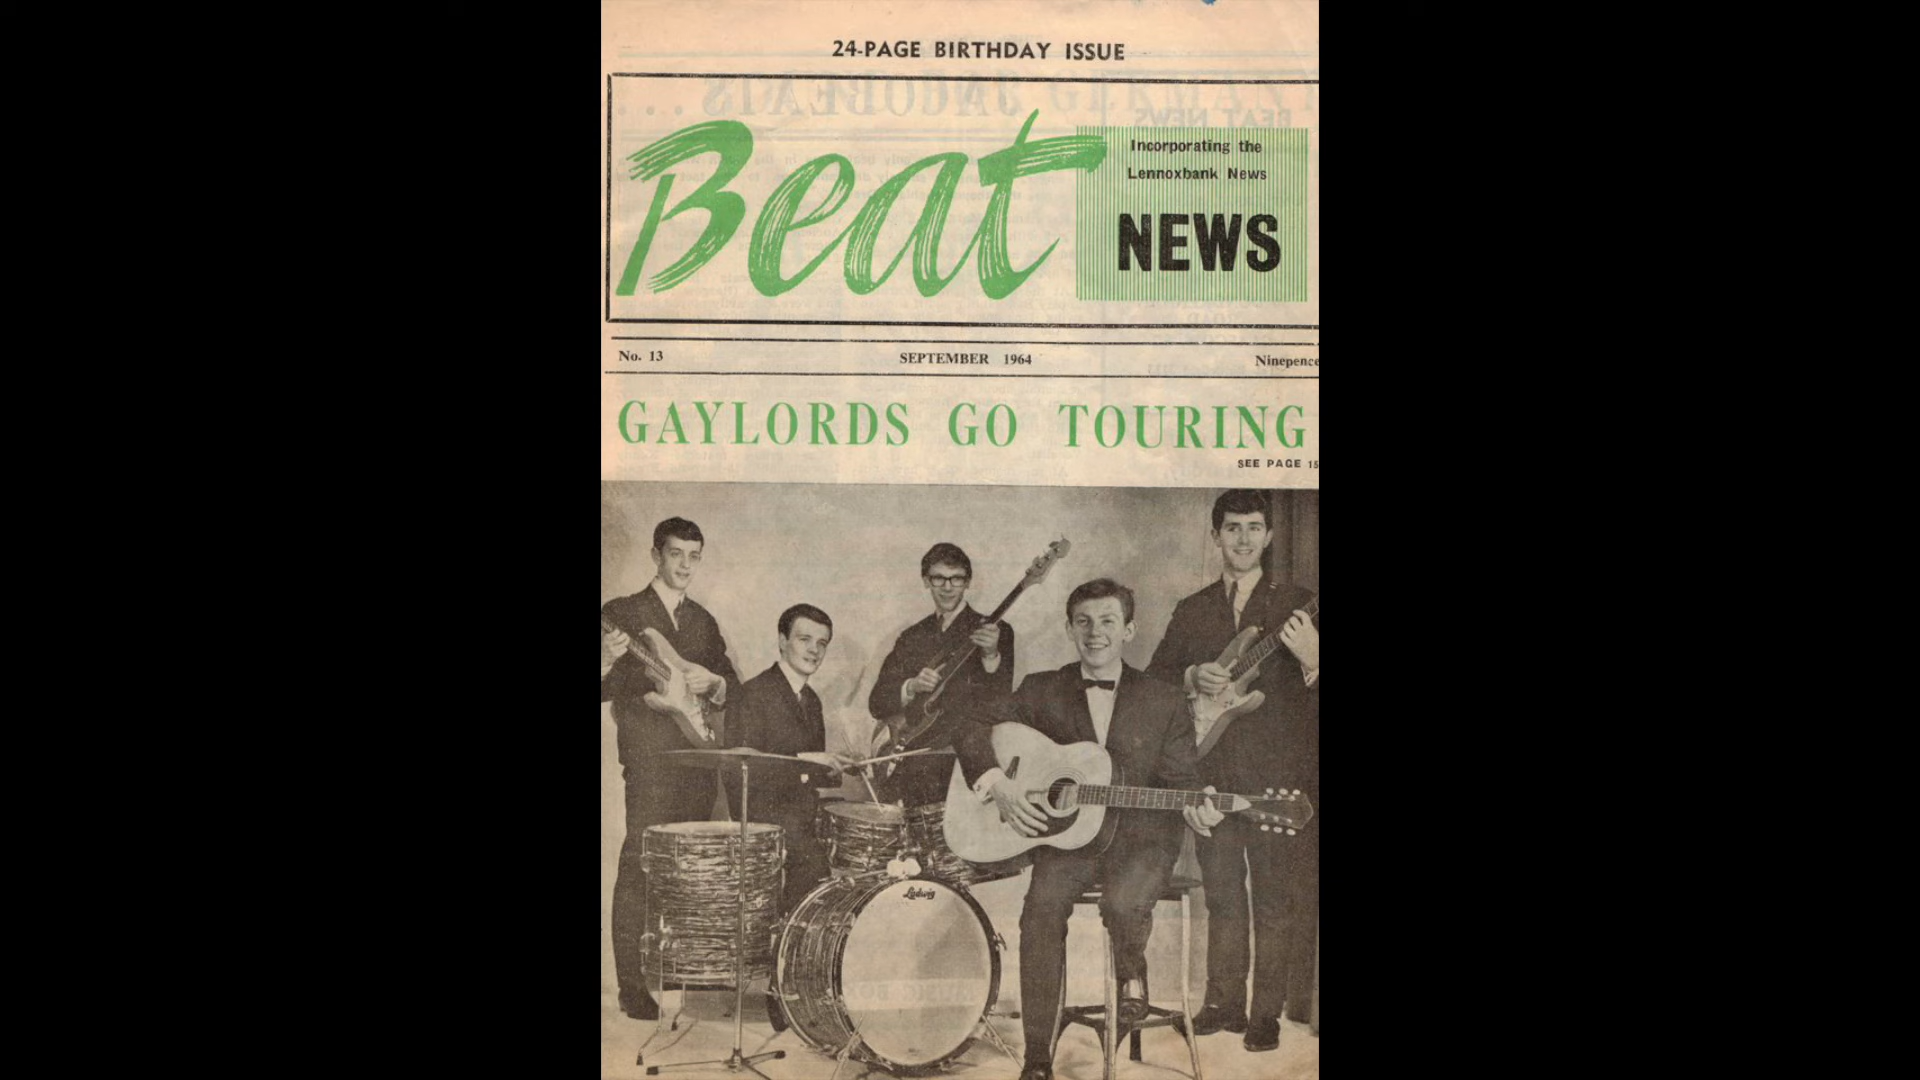 24-PAGE BIRTHDAY ISSUE
Beat
Incorporating the
Lennoxbank News
NEWS
No. 13 SEPTEMBER 1964 Ninepence
GAYLORDS GO TOURING
SEE PAGE 15
Ludwig